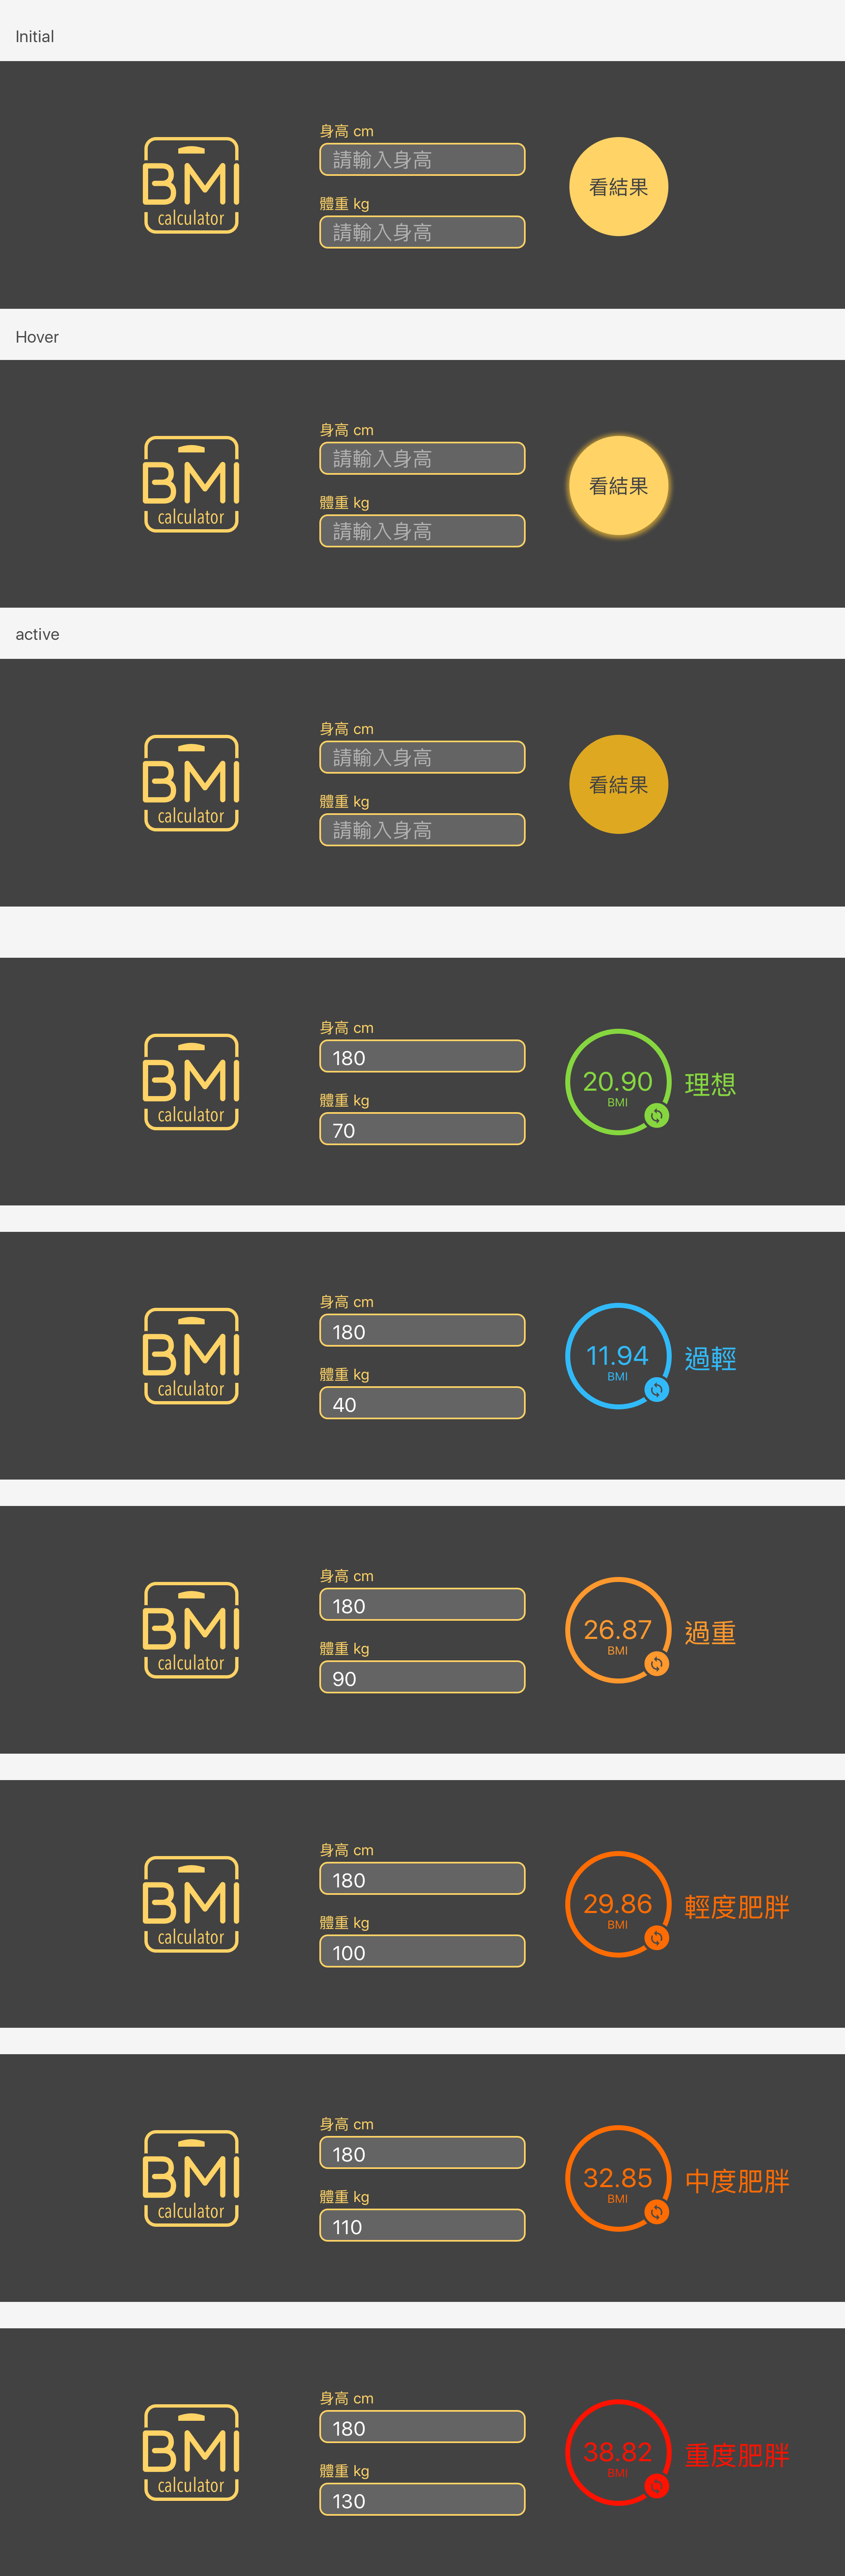 Initial
BMI
calculator
身高 cm
請輸入身高
體重 kg
請輸入身高
看結果
Hover
BMI
calculator
身高 cm
請輸入身高
體重 kg
請輸入身高
看結果
active
BMI
calculator
身高 cm
請輸入身高
體重 kg
請輸入身高
看結果
BMI
calculator
身高 cm
180
體重 kg
70
20.90
BMI
理想
BMI
calculator
身高 cm
180
體重 kg
40
11.94
BMI
過輕
BMI
calculator
身高 cm
180
體重 kg
90
26.87
BMI
過重
BMI
calculator
身高 cm
180
體重 kg
100
29.86
BMI
輕度肥胖
BMI
calculator
身高 cm
180
體重 kg
110
32.85
BMI
中度肥胖
BMI
calculator
身高 cm
180
體重 kg
130
38.82
BMI
重度肥胖